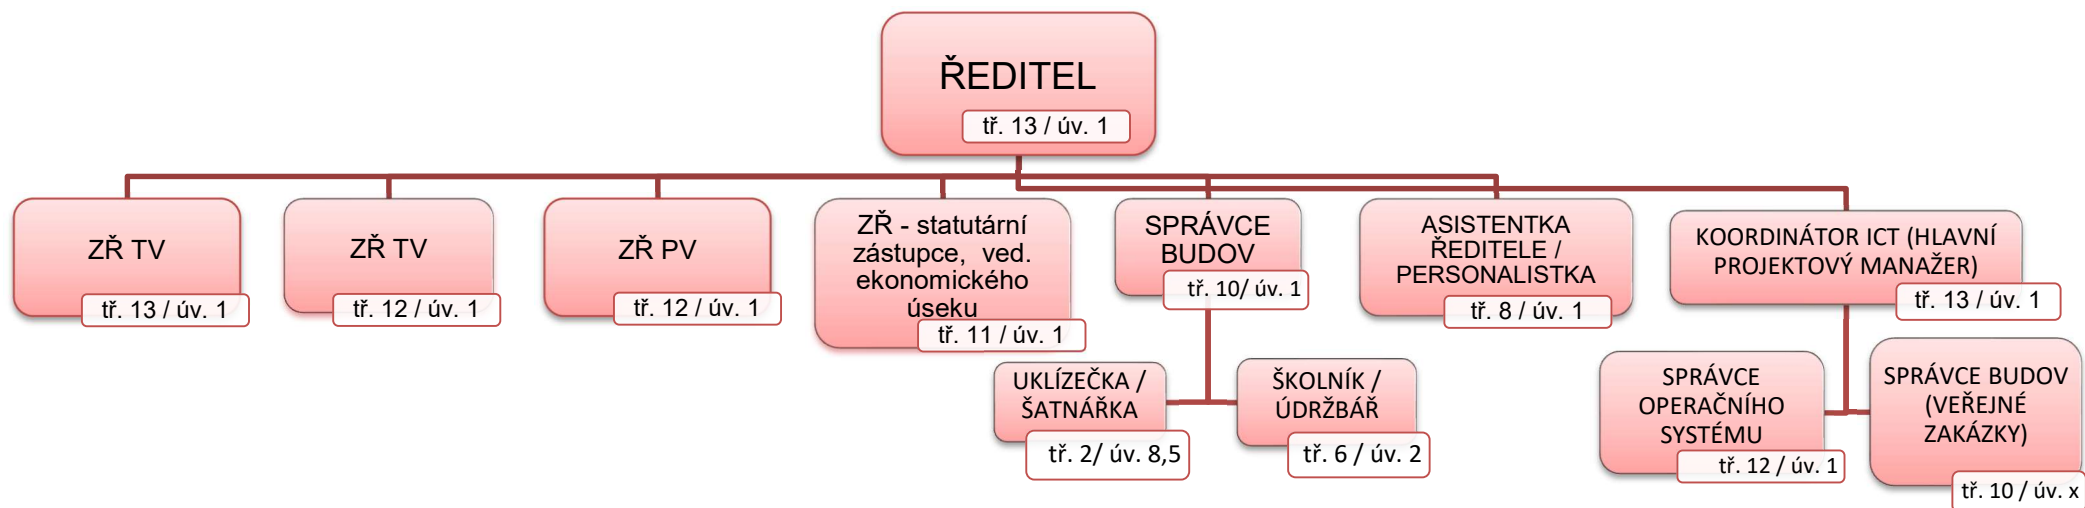 ŘEDITEL
tř. 13 / úv. 1
ZŘ TV
tř. 13 / úv. 1
ZŘ TV
tř. 12 / úv. 1
ZŘ PV
tř. 12 / úv. 1
ZŘ - statutární
zástupce, ved.
ekonomického
úseku
tř. 11 / úv. 1
SPRÁVCE
BUDOV
tř. 10/ úv. 1
ASISTENTKA
ŘEDITELE /
PERSONALISTKA
tř. 8 / úv. 1
KOORDINÁTOR ICT (HLAVNÍ
PROJEKTOVÝ MANAŽER)
tř. 13 / úv. 1
UKLÍZEČKA /
ŠATNÁŘKA
tř. 2/ úv. 8,5
ŠKOLNÍK /
ÚDRŽBÁŘ
tř. 6 / úv. 2
SPRÁVCE
OPERAČNÍHO
SYSTÉMU
tř. 12 / úv. 1
SPRÁVCE BUDOV
(VEŘEJNÉ
ZAKÁZKY)
tř. 10 / úv. x